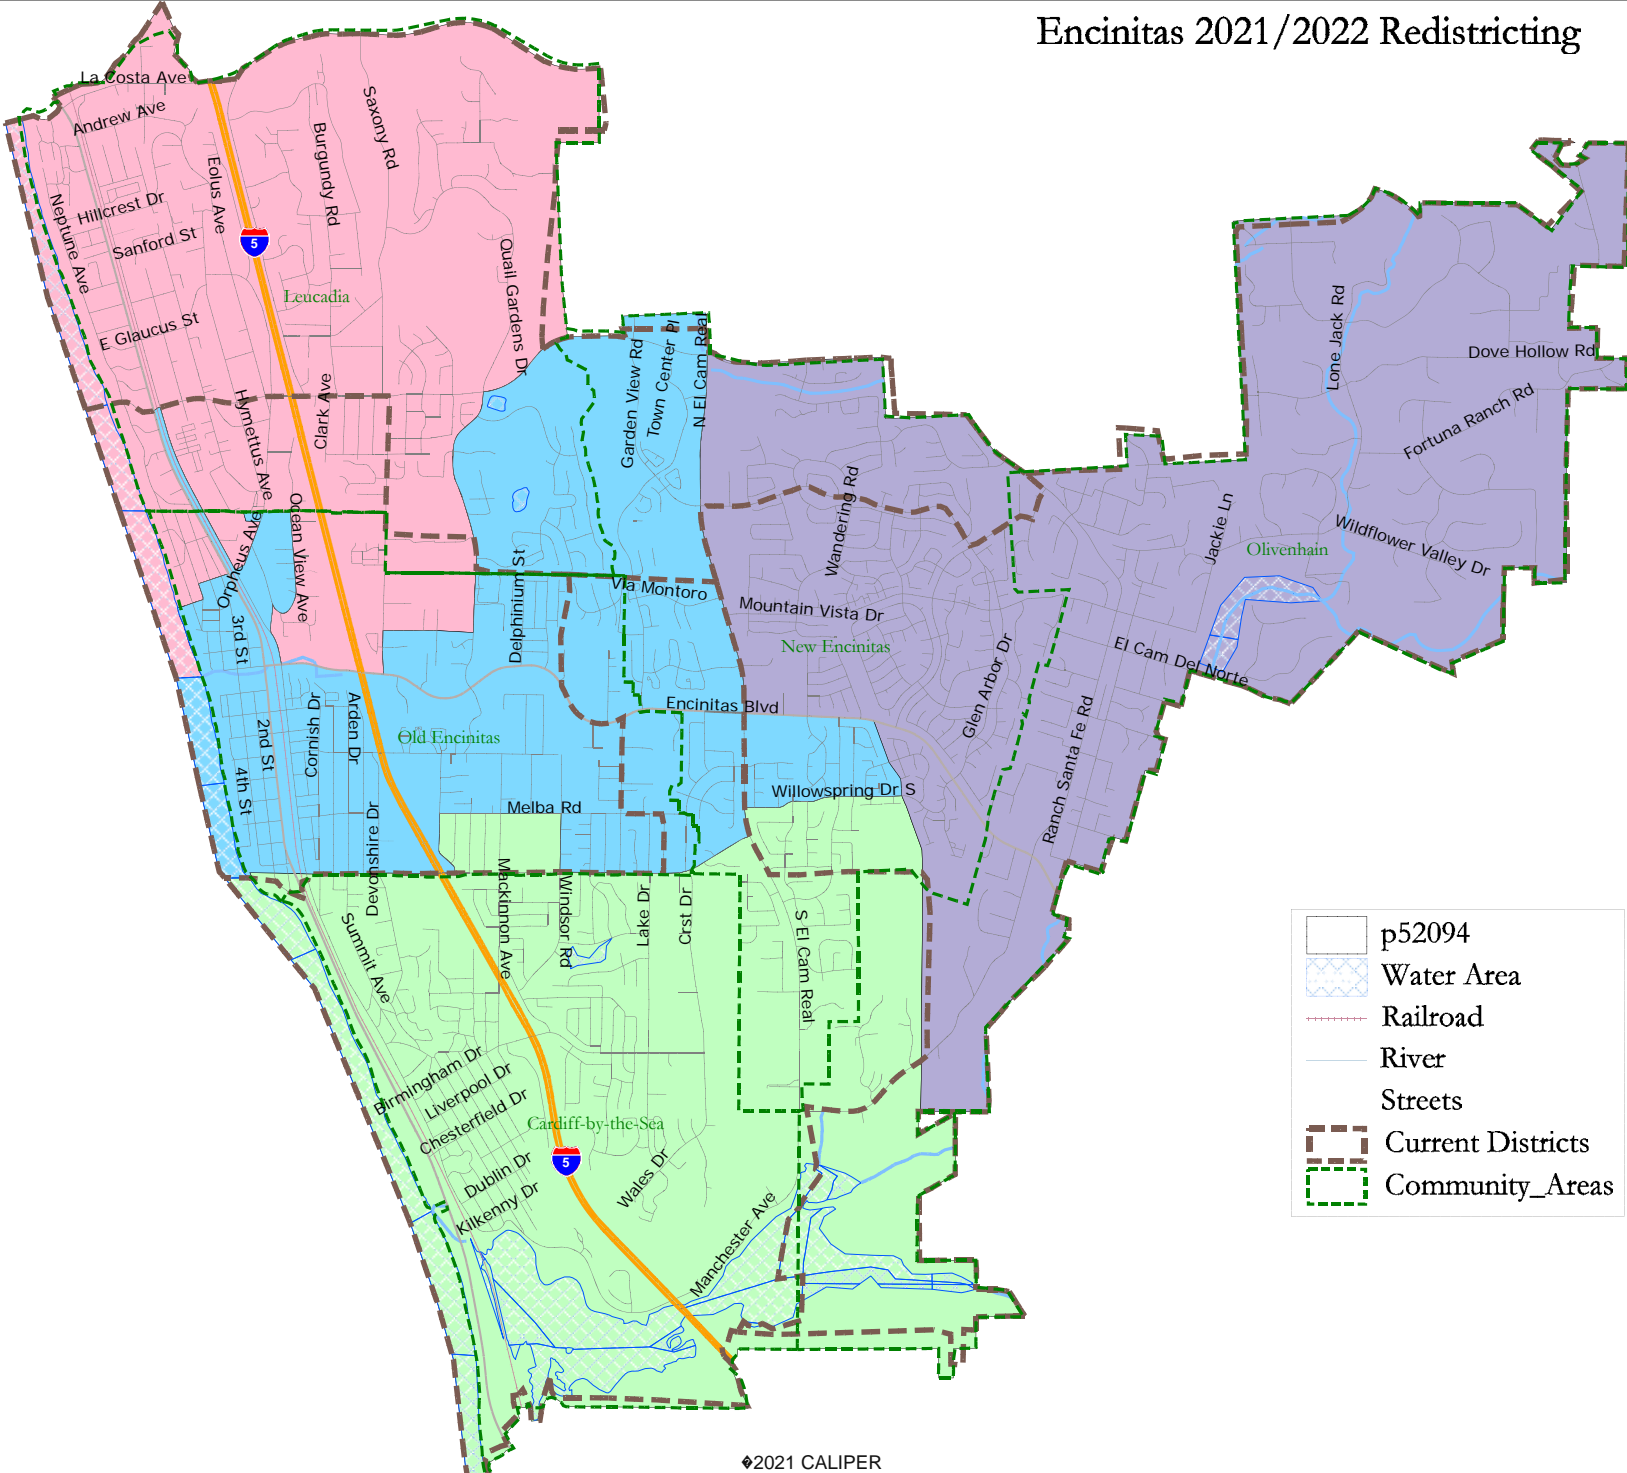 Encinitas 2021/2022 Redistricting
La Costa Ave
Andrew Ave
Saxony Rd
Burgundy Rd
Eolus Ave
Hillcrest Dr
Neptune Ave
Sanford St
5
Quail Gardens Dr
Leucadia
E Glaucus St
Lone Jack Rd
Dove Hollow Rd
Garden View Rd
Town Center Pl
N El Cam Real
Hymettus Ave
Clark Ave
Fortuna Ranch Rd
Wandering Rd
Ocean View Ave
Orpheus Ave
Jackie Ln
Wildflower Valley Dr
Olivenhain
Delphinium St
Via Montoro
Mountain Vista Dr
3rd St
New Encinitas
Glen Arbor Dr
El Cam Del Norte
Encinitas Blvd
Cornish Dr
Arden Dr
2nd St
Old Encinitas
Ranch Santa Fe Rd
4th St
Willowspring Dr S
Melba Rd
Devonshire Dr
Mackinnon Ave
Windsor Rd
Lake Dr
Crst Dr
S El Cam Real
Summit Ave
Birmingham Dr
Liverpool Dr
Chesterfield Dr
Cardiff-by-the-Sea
5
Dublin Dr
Wales Dr
Kilkenny Dr
Manchester Ave
p52094
Water Area
Railroad
River
Streets
Current Districts
Community_Areas
�2021 CALIPER